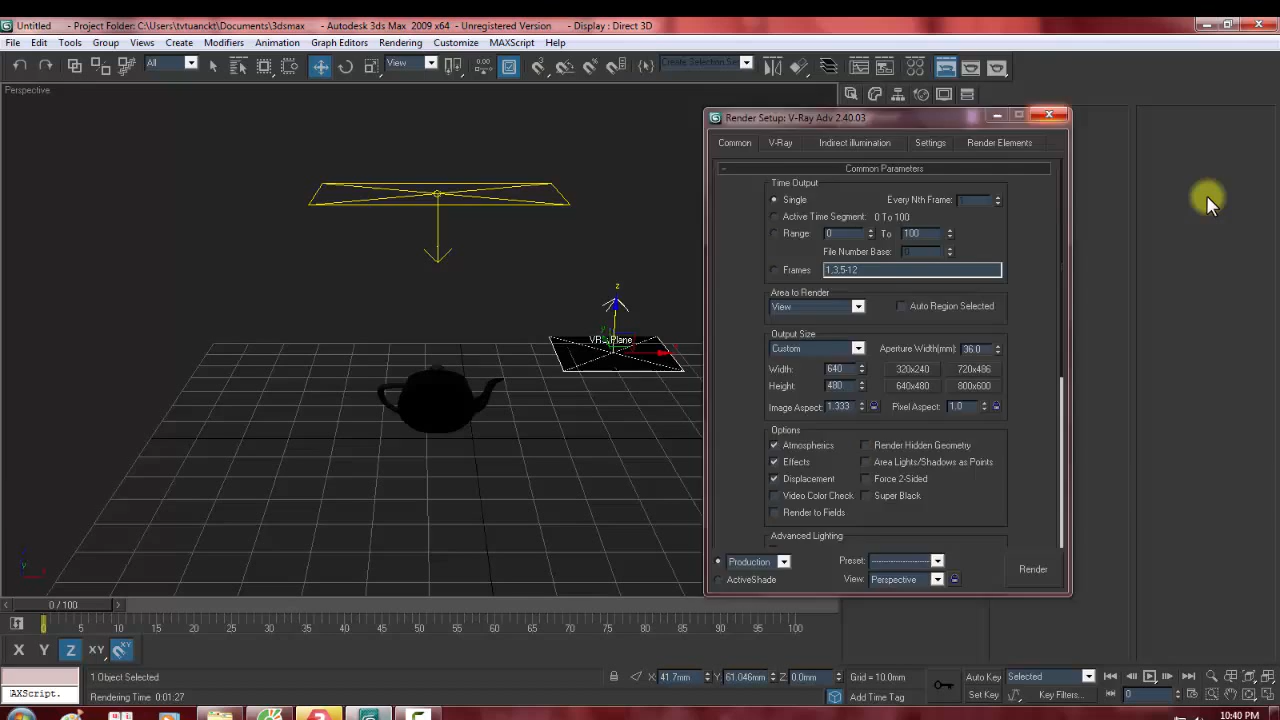 Untitled - Project Folder: C:\Users\tvtuanckt\Documents\3dsmax - Autodesk 3ds Max 2009 x64 - Unregistered Version - Display : Direct 3D
File Edit Tools Group Views Create Modifiers Animation Graph Editors Rendering Customize MAXScript Help
All View Create Selection Se
Perspective
Render Setup: V-Ray Adv 2.40.03
Common V-Ray Indirect illumination Settings Render Elements
Common Parameters
Time Output
Single Every Nth Frame: 1
Active Time Segment: 0 To 100
Range 0 To 100
File Number Base: 0
Frames 1,3,5-12
Area to Render
View Auto Region Selected
Output Size
Custom Aperture Width(mm): 36.0
Width: 640 320x240 720x486
Height: 480 640x480 800x600
Image Aspect: 1.333 Pixel Aspect: 1.0
Options
Atmospherics Render Hidden Geometry
Effects Area Lights/Shadows as Points
Displacement Force 2-Sided
Video Color Check Super Black
Render to Fields
Advanced Lighting
Production Preset: --------------------
ActiveShade View: Perspective
Render
z
y
x
0 / 100
0 5 10 15 20 25 30 35 40 45 50 55 60 65 70 75 80 85 90 95 100
X Y Z XY
1 Object Selected X: 41.7mm Y: 61.046mm Z: 0.0mm Grid = 10.0mm Auto Key Selected
AXScript. Rendering Time 0:01:27 Add Time Tag Set Key Key Filters... 0
10:40 PM